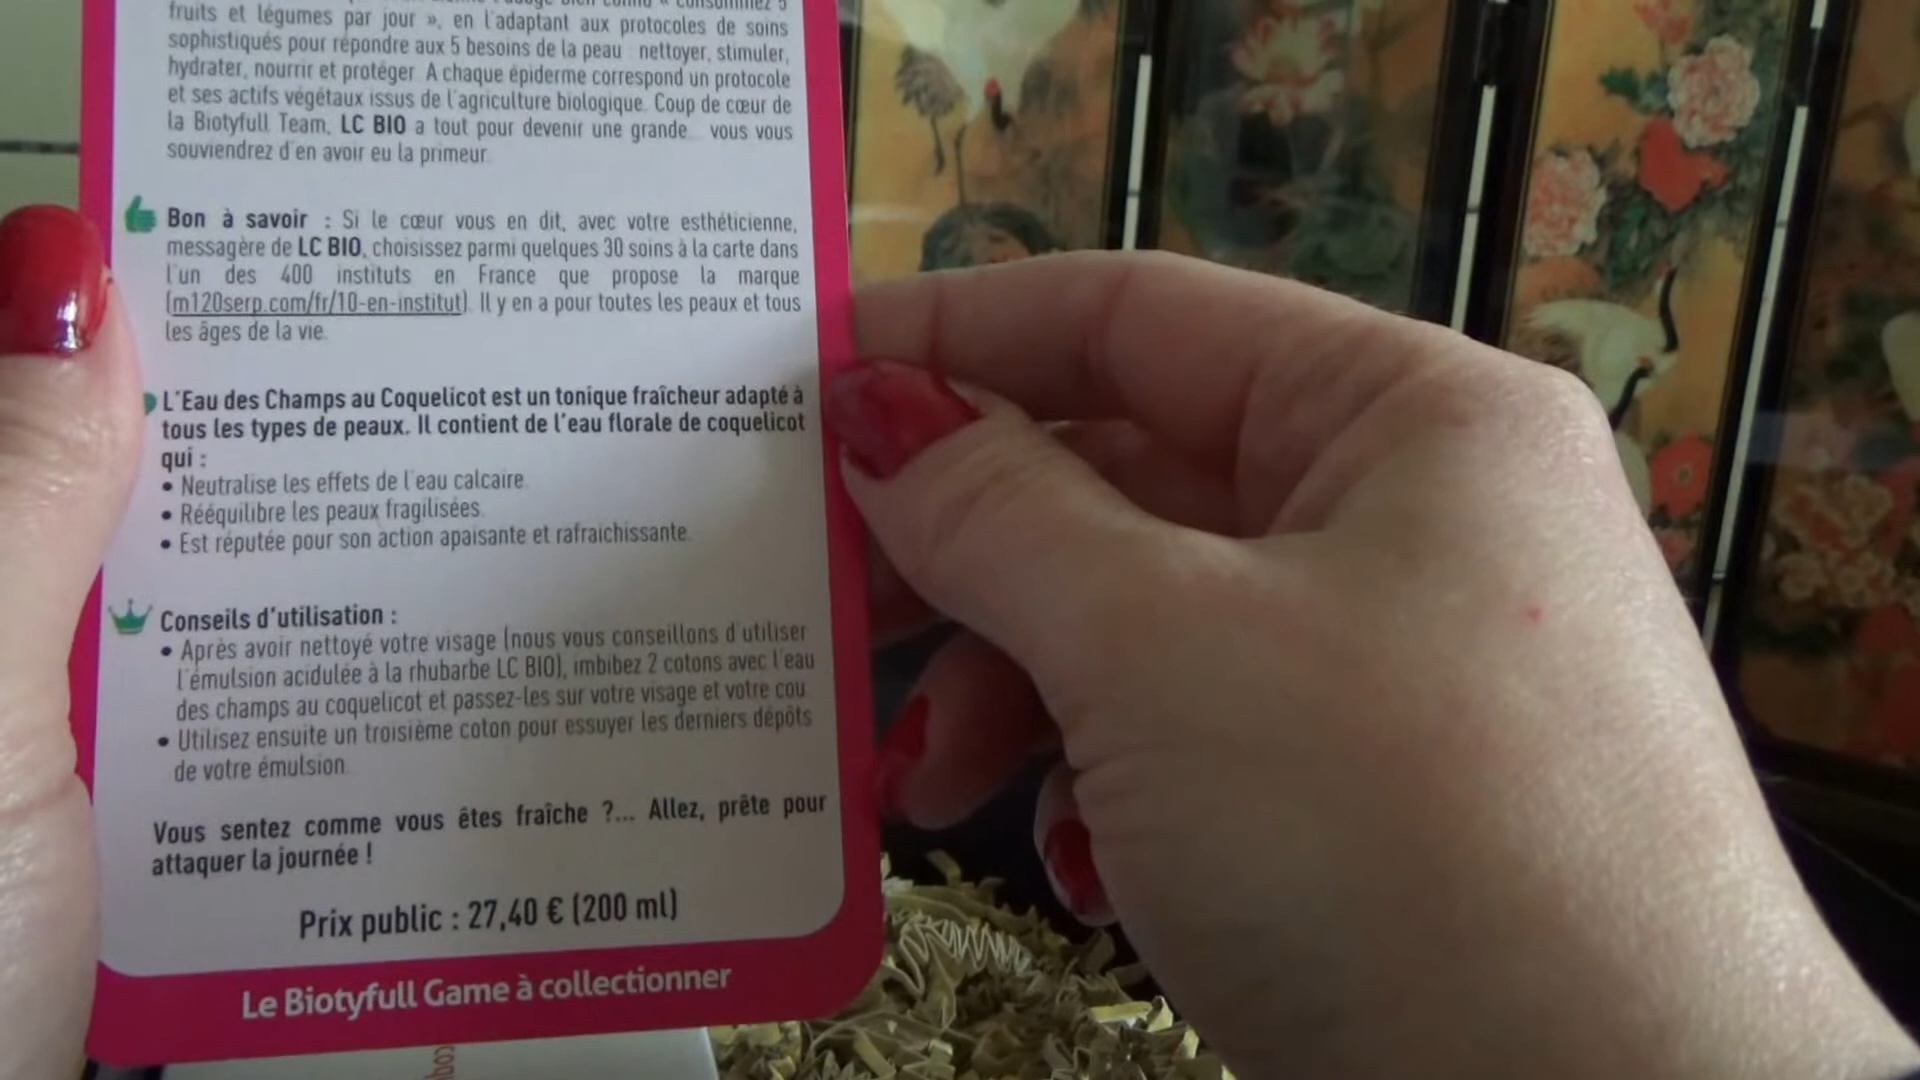 fruits et légumes par jour », en l'adaptant aux protocoles de soins
sophistiqués pour répondre aux 5 besoins de la peau : nettoyer, stimuler,
hydrater, nourrir et protéger. A chaque épiderme correspond un protocole
et ses actifs végétaux issus de l'agriculture biologique. Coup de cœur de
la Biotyfull Team, LC BIO a tout pour devenir une grande... vous vous
souviendrez d'en avoir eu la primeur.
Bon à savoir : Si le cœur vous en dit, avec votre esthéticienne,
messagère de LC BIO, choisissez parmi quelques 30 soins à la carte dans
l'un des 400 instituts en France que propose la marque
(m120serp.com/fr/10-en-institut). Il y en a pour toutes les peaux et tous
les âges de la vie.
L'Eau des Champs au Coquelicot est un tonique fraîcheur adapté à
tous les types de peaux. Il contient de l'eau florale de coquelicot
qui :
• Neutralise les effets de l'eau calcaire.
• Rééquilibre les peaux fragilisées.
• Est réputée pour son action apaisante et rafraichissante.
Conseils d'utilisation :
• Après avoir nettoyé votre visage (nous vous conseillons d'utiliser
l'émulsion acidulée à la rhubarbe LC BIO), imbibez 2 cotons avec l'eau
des champs au coquelicot et passez-les sur votre visage et votre cou.
• Utilisez ensuite un troisième coton pour essuyer les derniers dépôts
de votre émulsion.
Vous sentez comme vous êtes fraîche ?... Allez, prête pour
attaquer la journée !
Prix public : 27,40 € (200 ml)
Le Biotyfull Game à collectionner